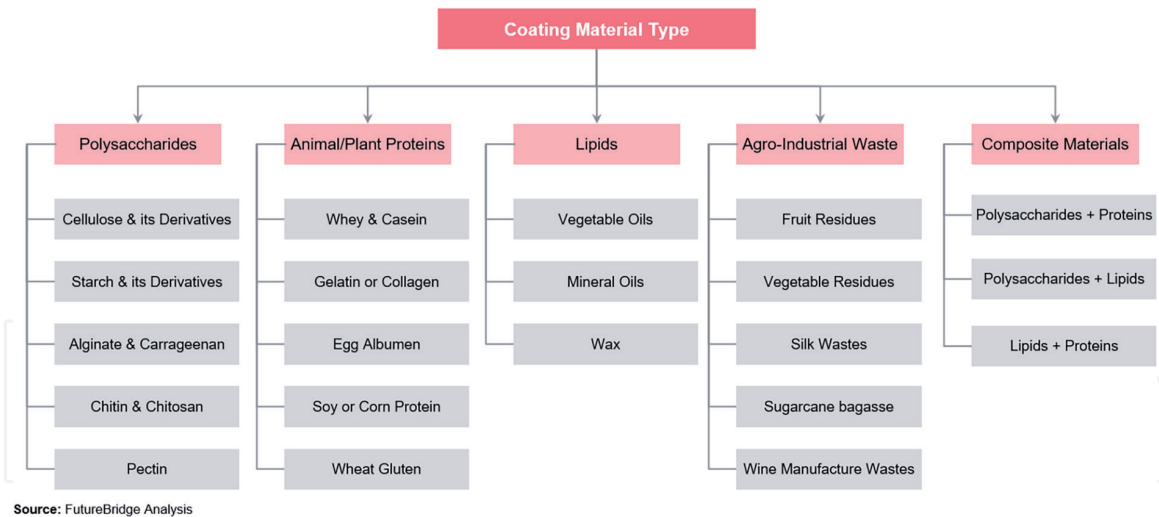 Coating Material Type
Polysaccharides
Animal/Plant Proteins
Lipids
Agro-Industrial Waste
Composite Materials
Cellulose & its Derivatives
Starch & its Derivatives
Alginate & Carrageenan
Chitin & Chitosan
Pectin
Whey & Casein
Gelatin or Collagen
Egg Albumen
Soy or Corn Protein
Wheat Gluten
Vegetable Oils
Mineral Oils
Wax
Fruit Residues
Vegetable Residues
Silk Wastes
Sugarcane bagasse
Wine Manufacture Wastes
Polysaccharides + Proteins
Polysaccharides + Lipids
Lipids + Proteins
Source: FutureBridge Analysis